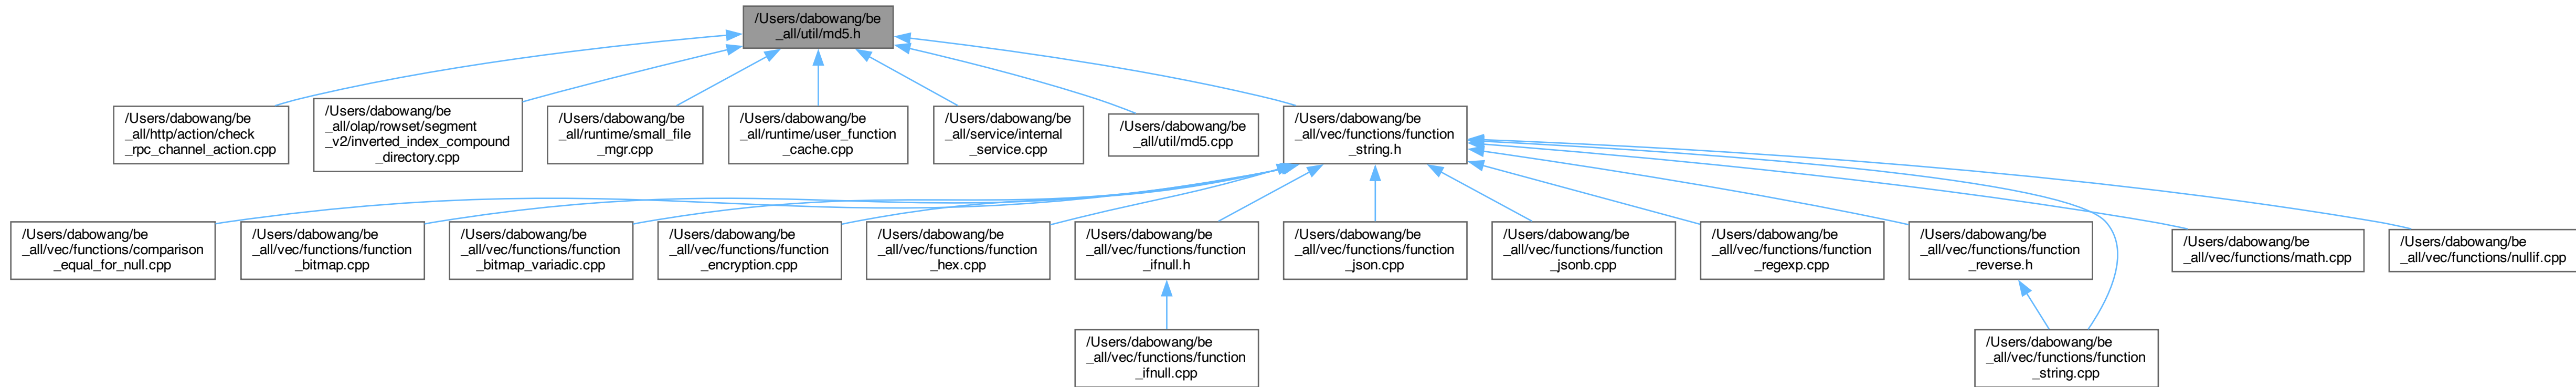 /Users/dabowang/be
_all/util/md5.h
/Users/dabowang/be
_all/http/action/check
_rpc_channel_action.cpp
/Users/dabowang/be
_all/olap/rowset/segment
_v2/inverted_index_compound
_directory.cpp
/Users/dabowang/be
_all/runtime/small_file
_mgr.cpp
/Users/dabowang/be
_all/runtime/user_function
_cache.cpp
/Users/dabowang/be
_all/service/internal
_service.cpp
/Users/dabowang/be
_all/util/md5.cpp
/Users/dabowang/be
_all/vec/functions/function
_string.h
/Users/dabowang/be
_all/vec/functions/comparison
_equal_for_null.cpp
/Users/dabowang/be
_all/vec/functions/function
_bitmap.cpp
/Users/dabowang/be
_all/vec/functions/function
_bitmap_variadic.cpp
/Users/dabowang/be
_all/vec/functions/function
_encryption.cpp
/Users/dabowang/be
_all/vec/functions/function
_hex.cpp
/Users/dabowang/be
_all/vec/functions/function
_ifnull.h
/Users/dabowang/be
_all/vec/functions/function
_json.cpp
/Users/dabowang/be
_all/vec/functions/function
_jsonb.cpp
/Users/dabowang/be
_all/vec/functions/function
_regexp.cpp
/Users/dabowang/be
_all/vec/functions/function
_reverse.h
/Users/dabowang/be
_all/vec/functions/math.cpp
/Users/dabowang/be
_all/vec/functions/nullif.cpp
/Users/dabowang/be
_all/vec/functions/function
_ifnull.cpp
/Users/dabowang/be
_all/vec/functions/function
_string.cpp